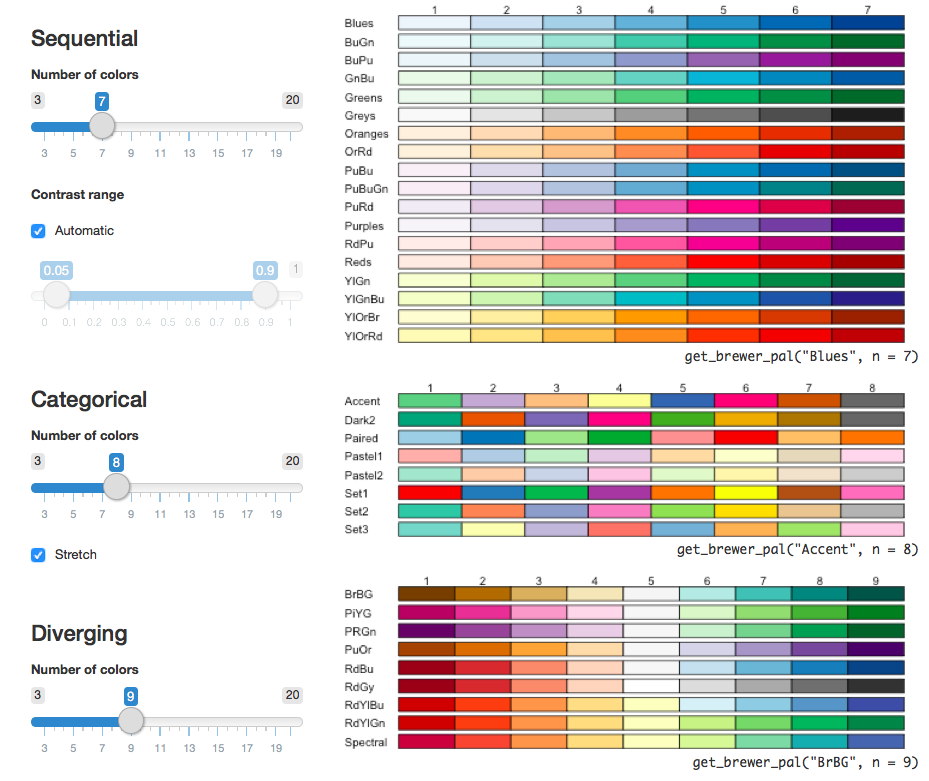 Sequential
Number of colors
3 7 20
3 5 7 9 11 13 15 17 19
Contrast range
Automatic
0.05 0.9 1
0 0.1 0.2 0.3 0.4 0.5 0.6 0.7 0.8 0.9 1
1 2 3 4 5 6 7
Blues
BuGn
BuPu
GnBu
Greens
Greys
Oranges
OrRd
PuBu
PuBuGn
PuRd
Purples
RdPu
Reds
YlGn
YlGnBu
YlOrBr
YlOrRd
get_brewer_pal("Blues", n = 7)
Categorical
Number of colors
3 8 20
3 5 7 9 11 13 15 17 19
Stretch
1 2 3 4 5 6 7 8
Accent
Dark2
Paired
Pastel1
Pastel2
Set1
Set2
Set3
get_brewer_pal("Accent", n = 8)
Diverging
Number of colors
3 9 20
3 5 7 9 11 13 15 17 19
1 2 3 4 5 6 7 8 9
BrBG
PiYG
PRGn
PuOr
RdBu
RdGy
RdYlBu
RdYlGn
Spectral
get_brewer_pal("BrBG", n = 9)